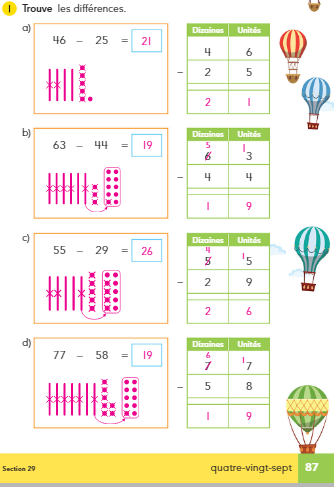 1 Trouve les différences.
a) 46 – 25 = 21
Dizaines Unités
4 6
– 2 5
2 1
b) 63 – 44 = 19
Dizaines Unités
5 1
6 3
– 4 4
1 9
c) 55 – 29 = 26
Dizaines Unités
4 1
5 5
– 2 9
2 6
d) 77 – 58 = 19
Dizaines Unités
6 1
7 7
– 5 8
1 9
Section 29 quatre-vingt-sept 87